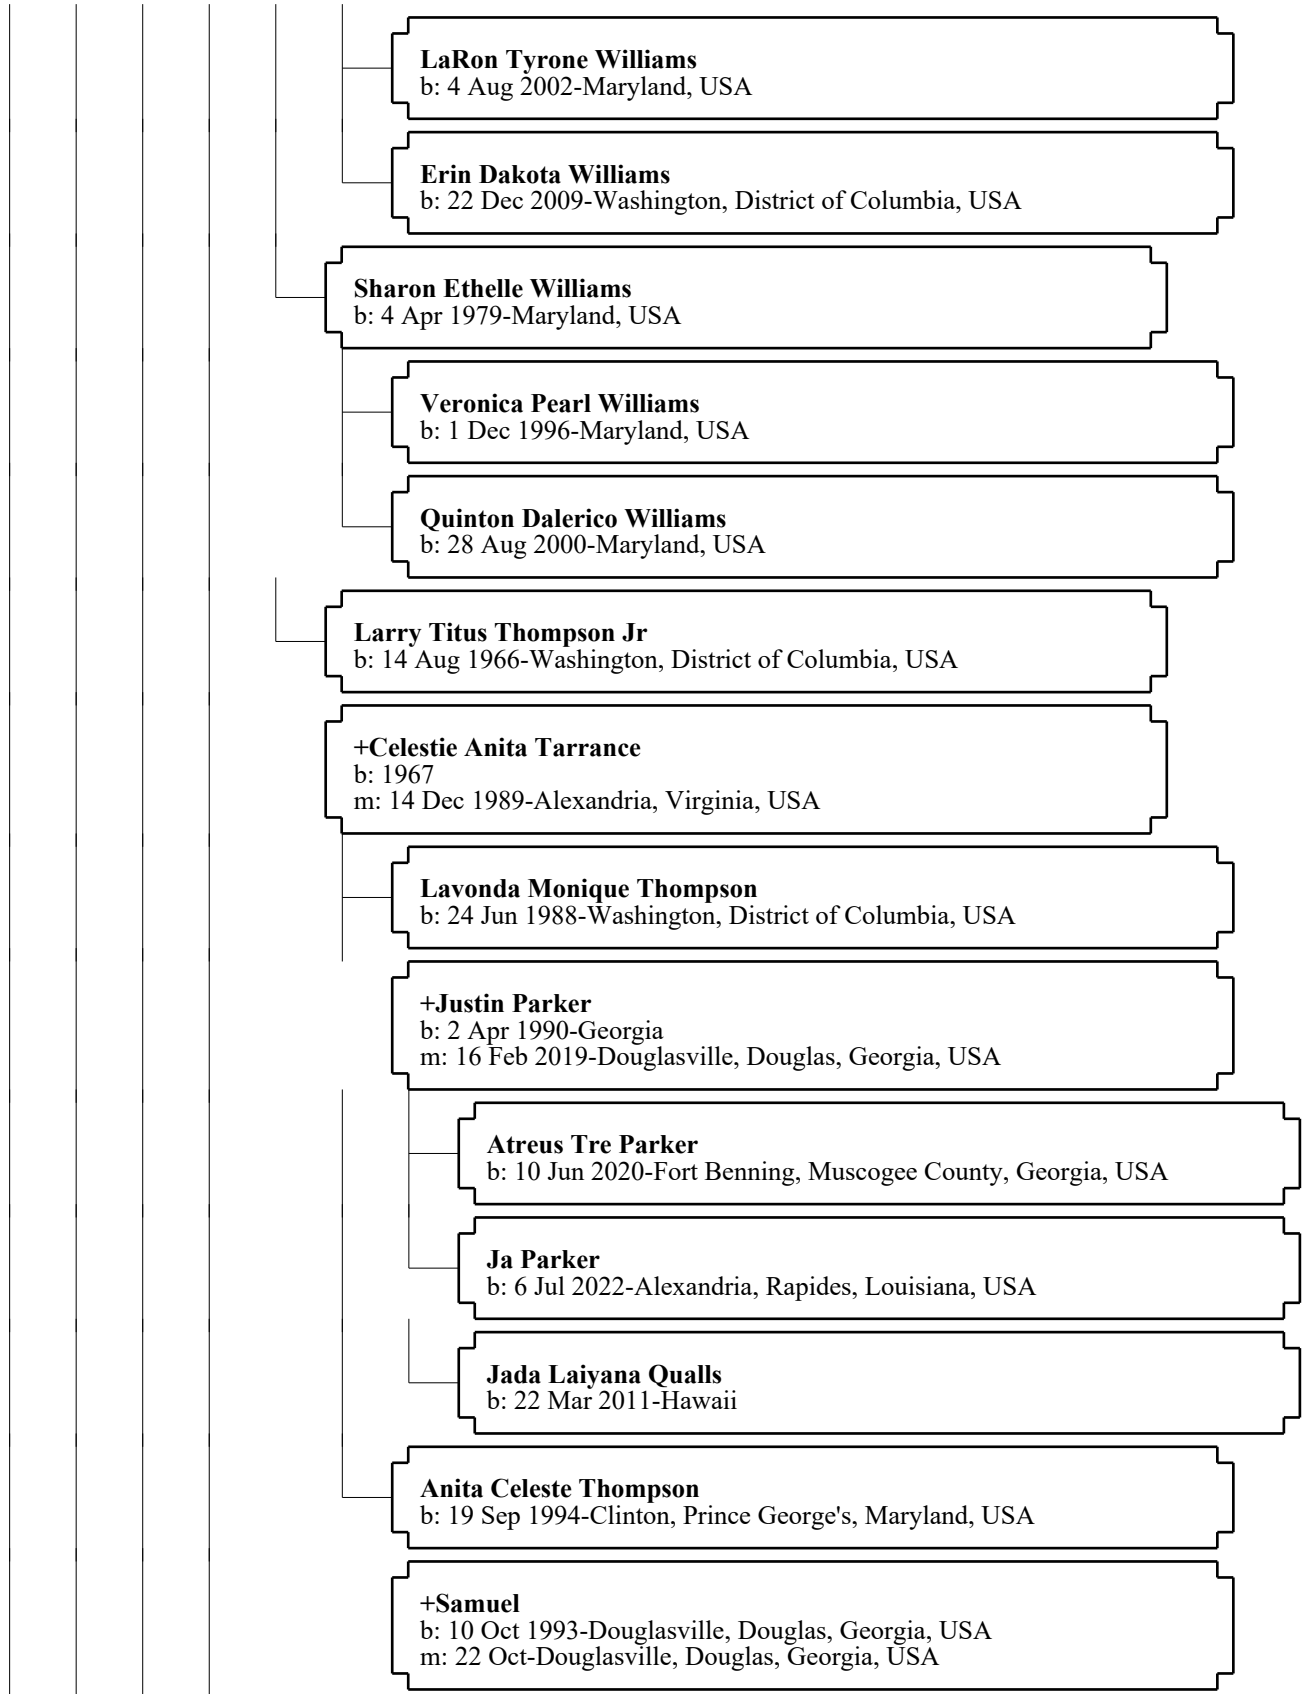 LaRon Tyrone Williams
b: 4 Aug 2002-Maryland, USA
Erin Dakota Williams
b: 22 Dec 2009-Washington, District of Columbia, USA
Sharon Ethelle Williams
b: 4 Apr 1979-Maryland, USA
Veronica Pearl Williams
b: 1 Dec 1996-Maryland, USA
Quinton Dalerico Williams
b: 28 Aug 2000-Maryland, USA
Larry Titus Thompson Jr
b: 14 Aug 1966-Washington, District of Columbia, USA
+Celestie Anita Tarrance
b: 1967
m: 14 Dec 1989-Alexandria, Virginia, USA
Lavonda Monique Thompson
b: 24 Jun 1988-Washington, District of Columbia, USA
+Justin Parker
b: 2 Apr 1990-Georgia
m: 16 Feb 2019-Douglasville, Douglas, Georgia, USA
Atreus Tre Parker
b: 10 Jun 2020-Fort Benning, Muscogee County, Georgia, USA
Ja Parker
b: 6 Jul 2022-Alexandria, Rapides, Louisiana, USA
Jada Laiyana Qualls
b: 22 Mar 2011-Hawaii
Anita Celeste Thompson
b: 19 Sep 1994-Clinton, Prince George's, Maryland, USA
+Samuel
b: 10 Oct 1993-Douglasville, Douglas, Georgia, USA
m: 22 Oct-Douglasville, Douglas, Georgia, USA